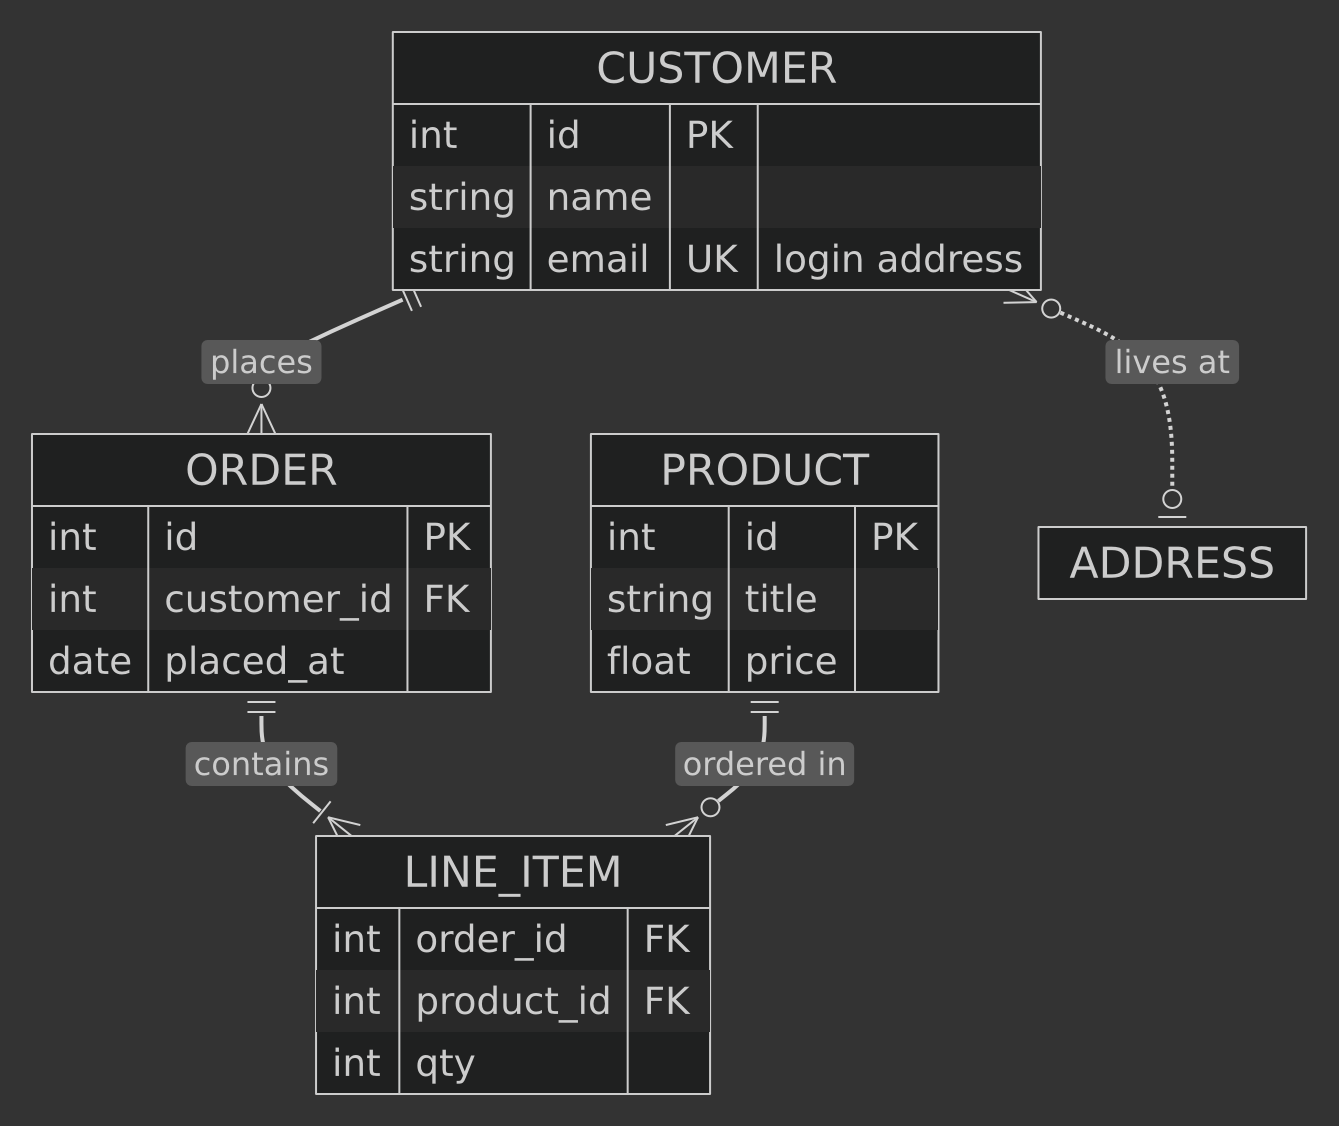 CUSTOMER
int id PK
string name
string email UK login address
places
lives at
ORDER
int id PK
int customer_id FK
date placed_at
PRODUCT
int id PK
string title
float price
ADDRESS
contains
ordered in
LINE_ITEM
int order_id FK
int product_id FK
int qty